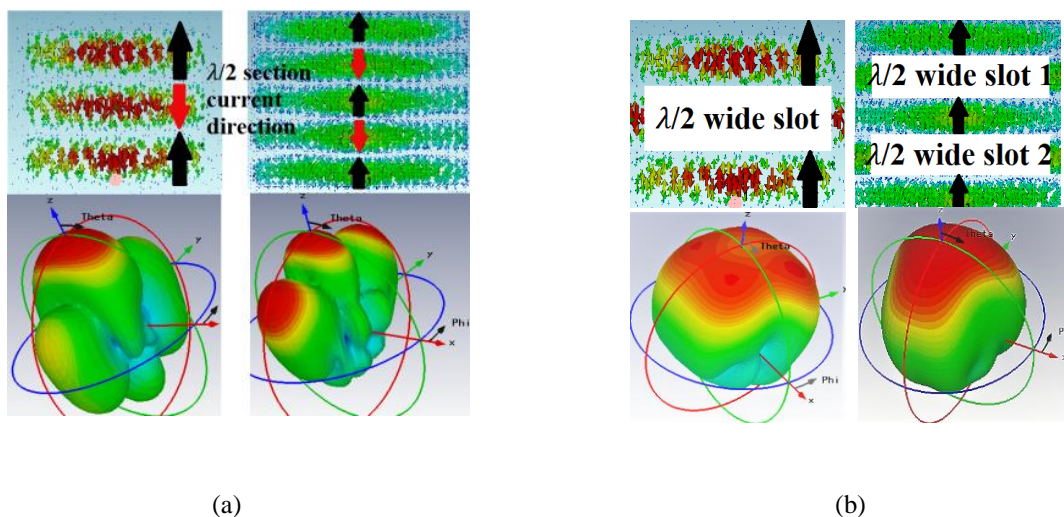 λ/2 section
current
direction
λ/2 wide slot
λ/2 wide slot 1
λ/2 wide slot 2
z
Theta
y
Phi
x
z
Theta
y
Phi
x
z
Theta
Phi
x
Theta
y
(a)
(b)